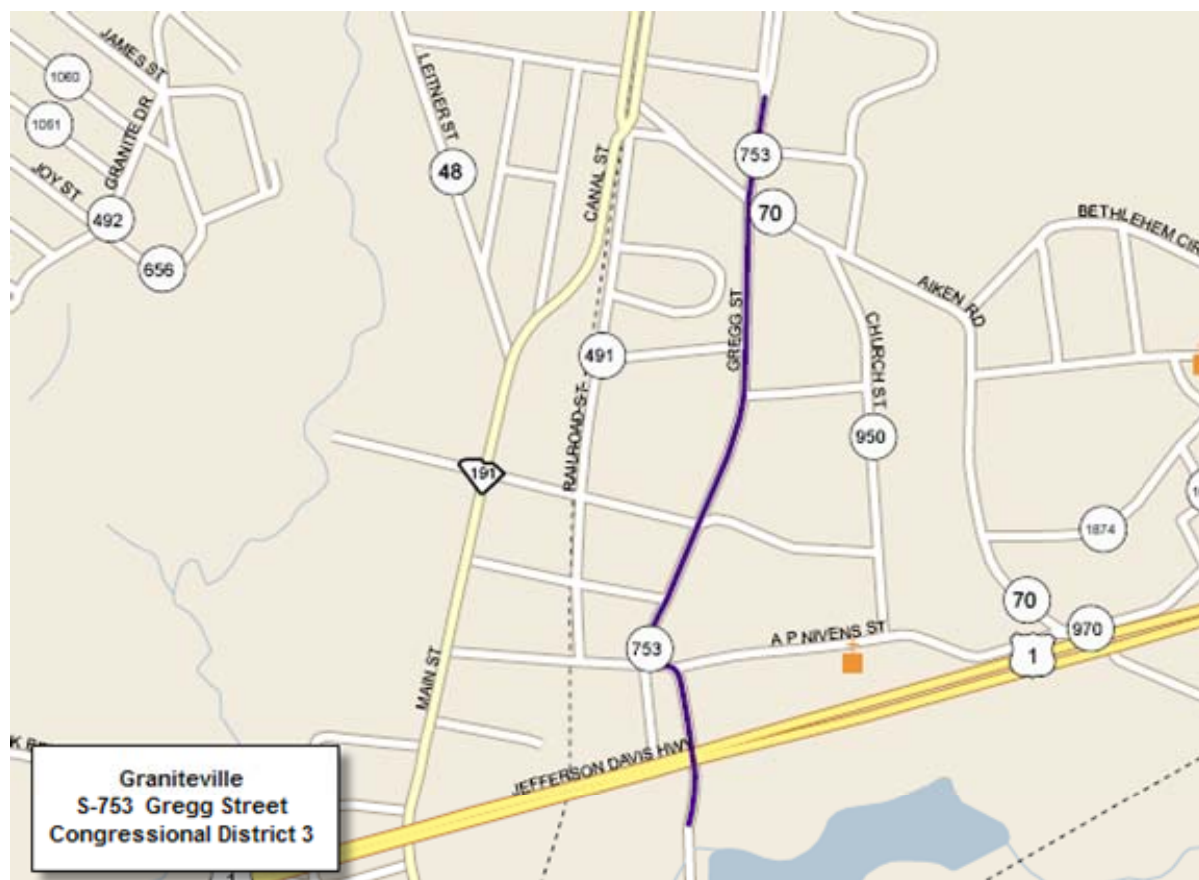 JAMES ST
1060
1061
GRANITE DR
JOY ST
492
656
LEITNER ST
48
CANAL ST
753
70
BETHLEHEM CIR
AIKEN RD
GREGG ST
CHURCH ST
491
RAILROAD ST
950
191
1874
70
970
753
A P NIVENS ST
1
MAIN ST
JEFFERSON DAVIS HWY
Graniteville
S-753 Gregg Street
Congressional District 3